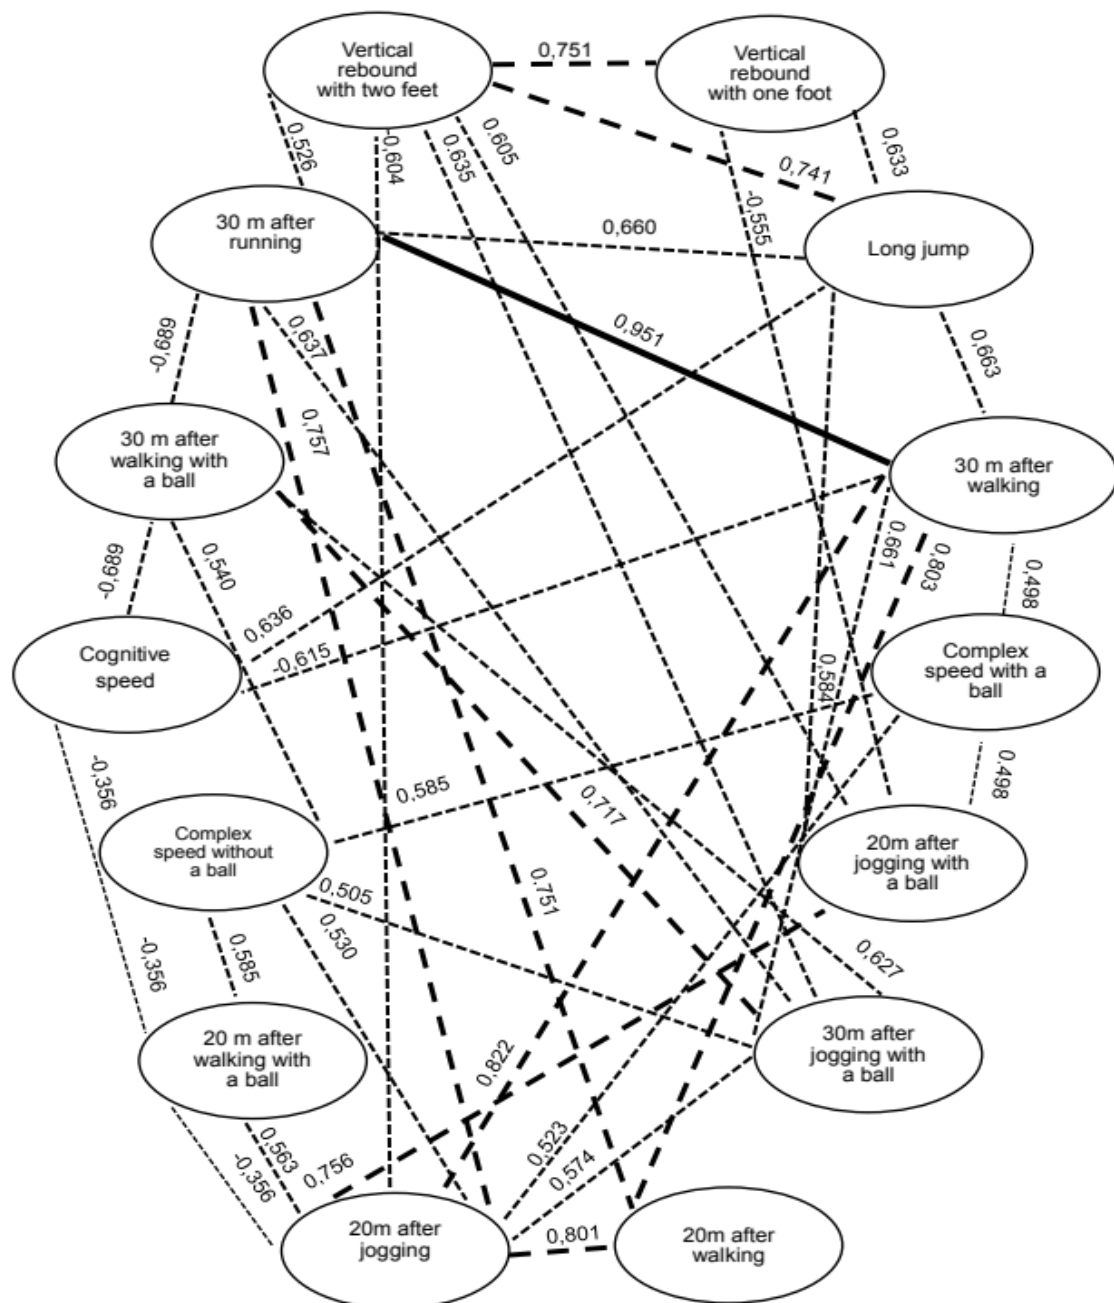 Vertical
rebound
with two feet
0,751
Vertical
rebound
with one foot
0.526
-0,604
0.635
0.605
0,741
0,633
-0,555
30 m after
running
0,660
Long jump
-0,689
0,637
0,951
0,663
0,757
30 m after
walking with
a ball
30 m after
walking
-0,689
0,540
0,661
0,803
0,498
0,636
-0,615
Cognitive
speed
Complex
speed with a
ball
0,584
-0,356
0,585
0,717
0.498
Complex
speed without
a ball
20m after
jogging with
a ball
0,505
0,530
0,751
-0,356
0,585
0,627
20 m after
walking with
a ball
30m after
jogging with
a ball
0,822
0,563
0,756
-0,356
0,523
0,574
20m after
jogging
0,801
20m after
walking